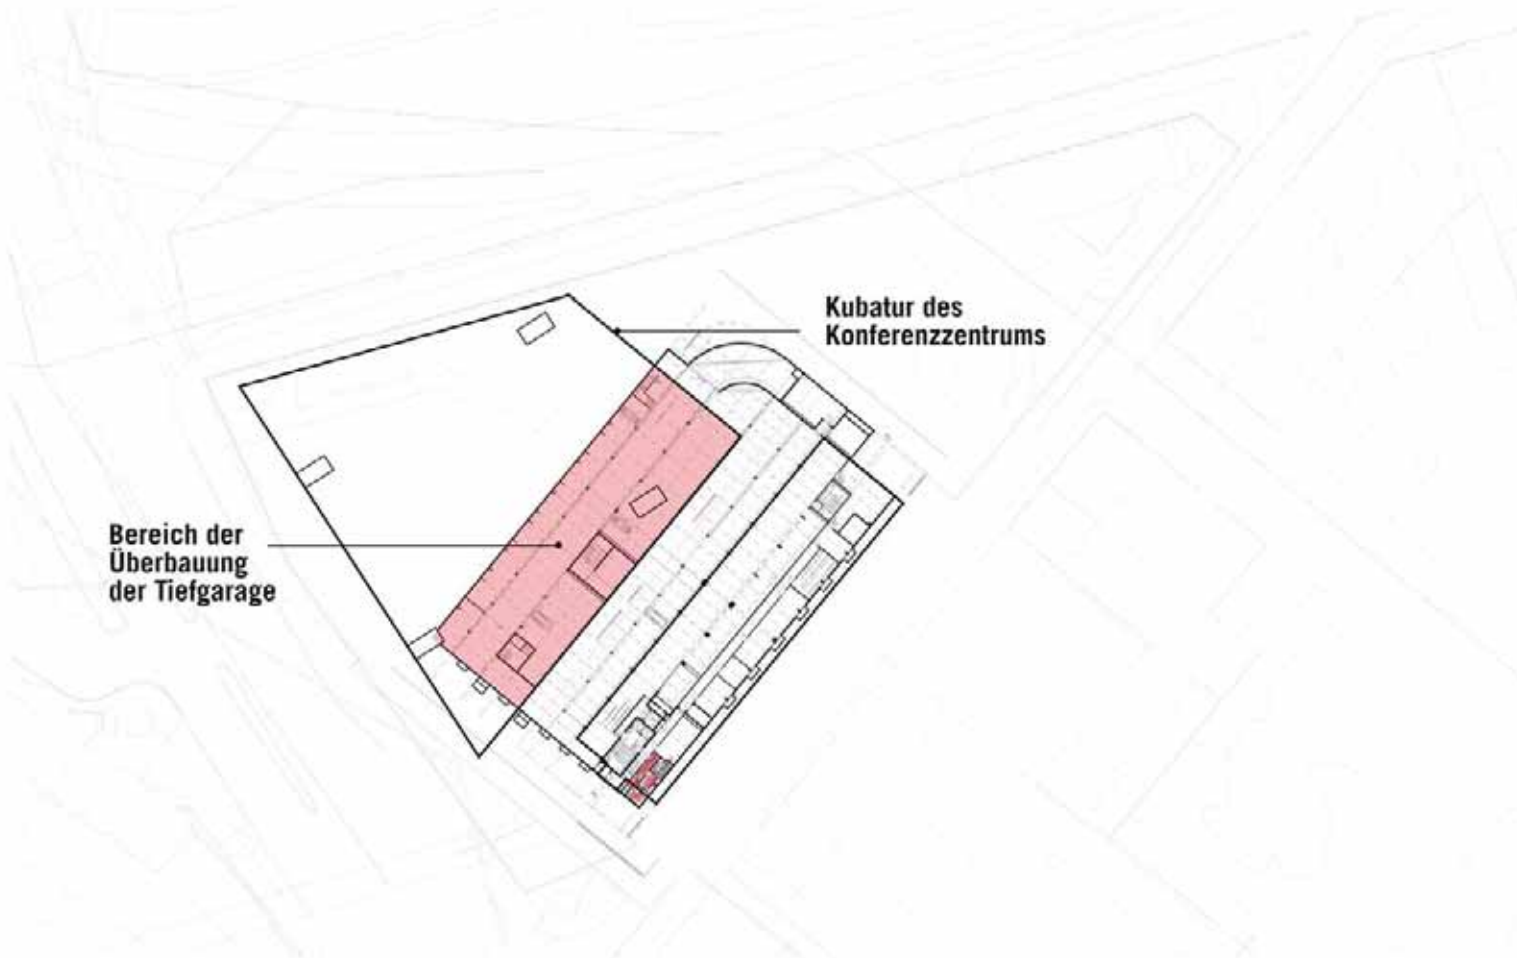 Kubatur des
Konferenzzentrums
Bereich der
Überbauung
der Tiefgarage